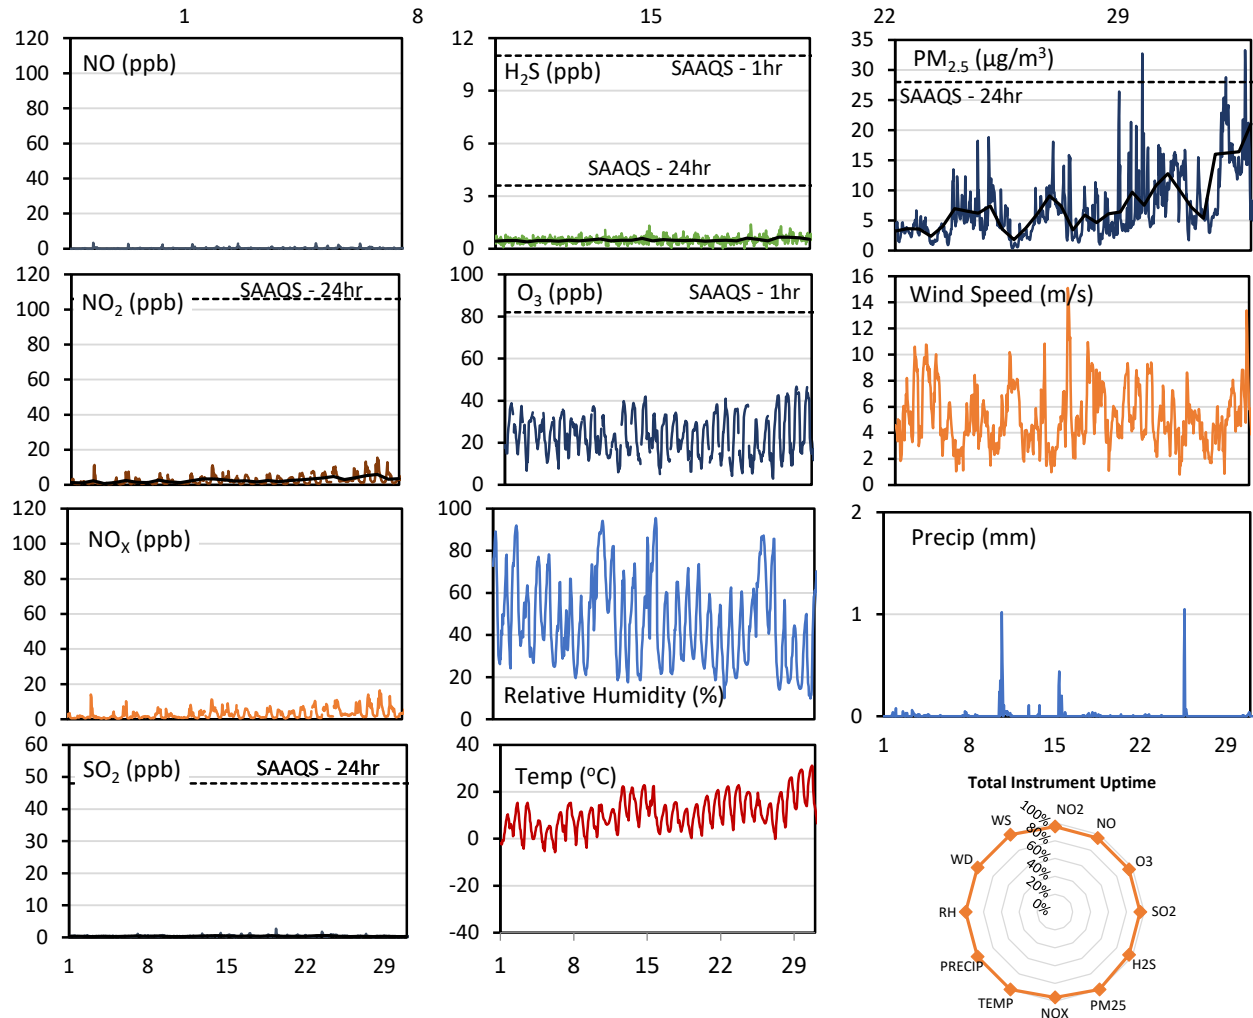 1 8 15 22 29
120
100
80
60
40
20
0
NO (ppb)
12
9
6
3
0
H₂S (ppb)
SAAQS - 1hr
SAAQS - 24hr
35
30
25
20
15
10
5
0
PM₂.₅ (µg/m³)
SAAQS - 24hr
120
100
80
60
40
20
0
NO₂ (ppb)
SAAQS - 24hr
100
80
60
40
20
0
O₃ (ppb)
SAAQS - 1hr
16
14
12
10
8
6
4
2
0
Wind Speed (m/s)
120
100
80
60
40
20
0
NOX (ppb)
100
80
60
40
20
0
Relative Humidity (%)
2
1
0
Precip (mm)
1 8 15 22 29
60
50
40
30
20
10
0
SO₂ (ppb)
SAAQS - 24hr
1 8 15 22 29
40
20
0
-20
-40
Temp (°C)
1 8 15 22 29
Total Instrument Uptime
100%
80%
60%
40%
20%
0%
NO2
NO
O3
SO2
H2S
PM25
NOX
TEMP
PRECIP
RH
WD
WS